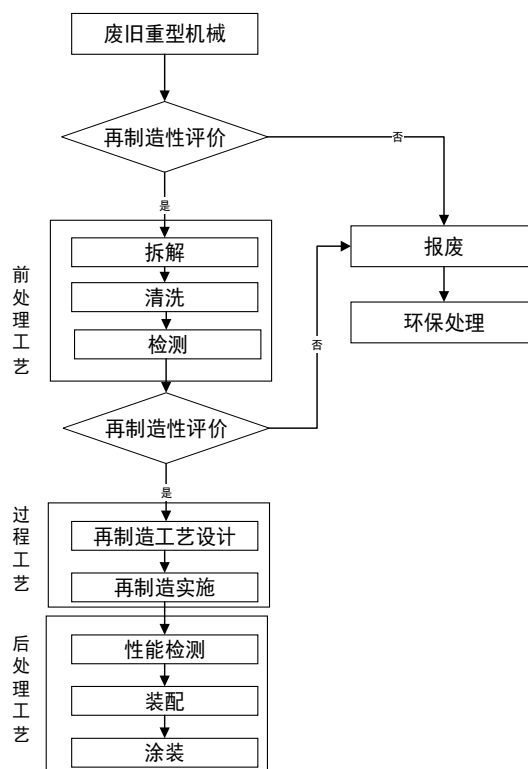 废旧重型机械
再制造性评价
否
是
前处理工艺
拆解
清洗
检测
报废
环保处理
否
再制造性评价
是
过程工艺
再制造工艺设计
再制造实施
后处理工艺
性能检测
装配
涂装